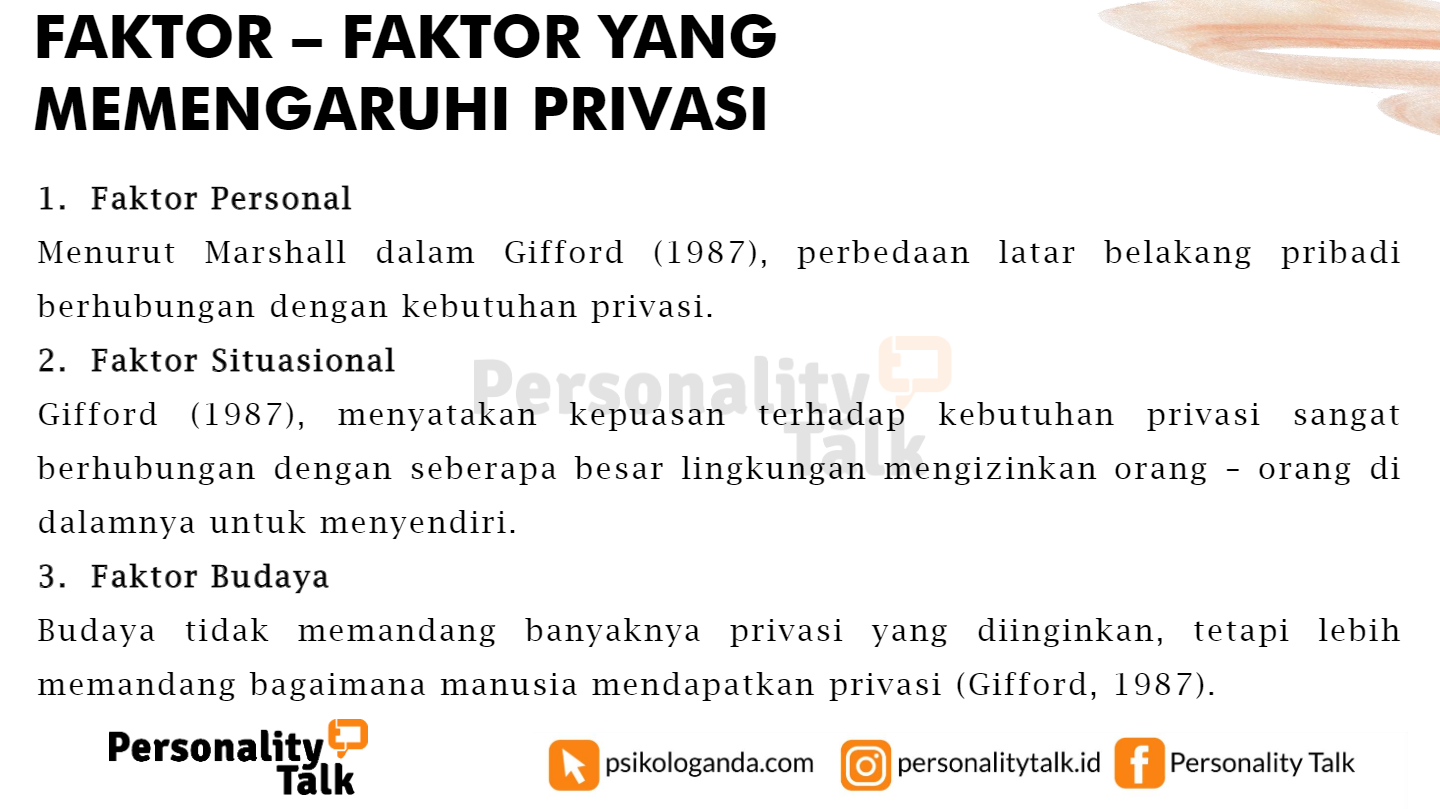 FAKTOR – FAKTOR YANG
MEMENGARUHI PRIVASI
1. Faktor Personal
Menurut Marshall dalam Gifford (1987), perbedaan latar belakang pribadi
berhubungan dengan kebutuhan privasi.
2. Faktor Situasional
Gifford (1987), menyatakan kepuasan terhadap kebutuhan privasi sangat
berhubungan dengan seberapa besar lingkungan mengizinkan orang – orang di
dalamnya untuk menyendiri.
3. Faktor Budaya
Budaya tidak memandang banyaknya privasi yang diinginkan, tetapi lebih
memandang bagaimana manusia mendapatkan privasi (Gifford, 1987).
Personality
Talk
Personality
Talk
psikologanda.com
personalitytalk.id
Personality Talk